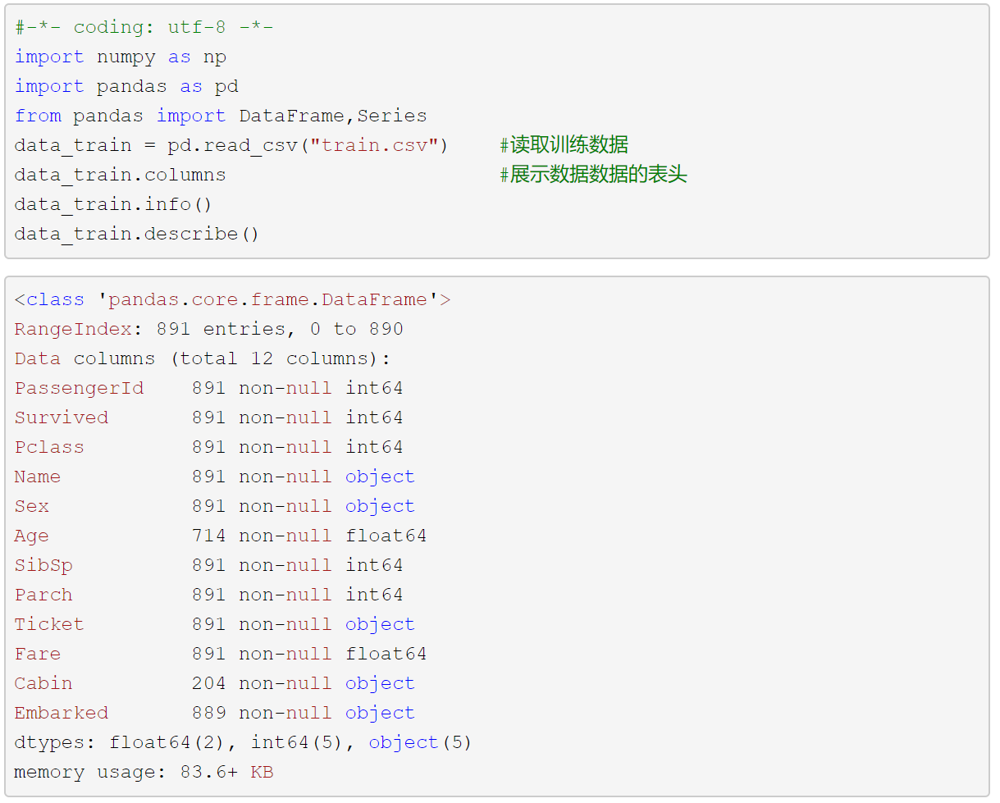 #-*- coding: utf-8 -*-
import numpy as np
import pandas as pd
from pandas import DataFrame,Series
data_train = pd.read_csv("train.csv")    #读取训练数据
data_train.columns                       #展示数据数据的表头
data_train.info()
data_train.describe()
<class 'pandas.core.frame.DataFrame'>
RangeIndex: 891 entries, 0 to 890
Data columns (total 12 columns):
PassengerId    891 non-null int64
Survived       891 non-null int64
Pclass         891 non-null int64
Name           891 non-null object
Sex            891 non-null object
Age            714 non-null float64
SibSp          891 non-null int64
Parch          891 non-null int64
Ticket         891 non-null object
Fare           891 non-null float64
Cabin          204 non-null object
Embarked       889 non-null object
dtypes: float64(2), int64(5), object(5)
memory usage: 83.6+ KB